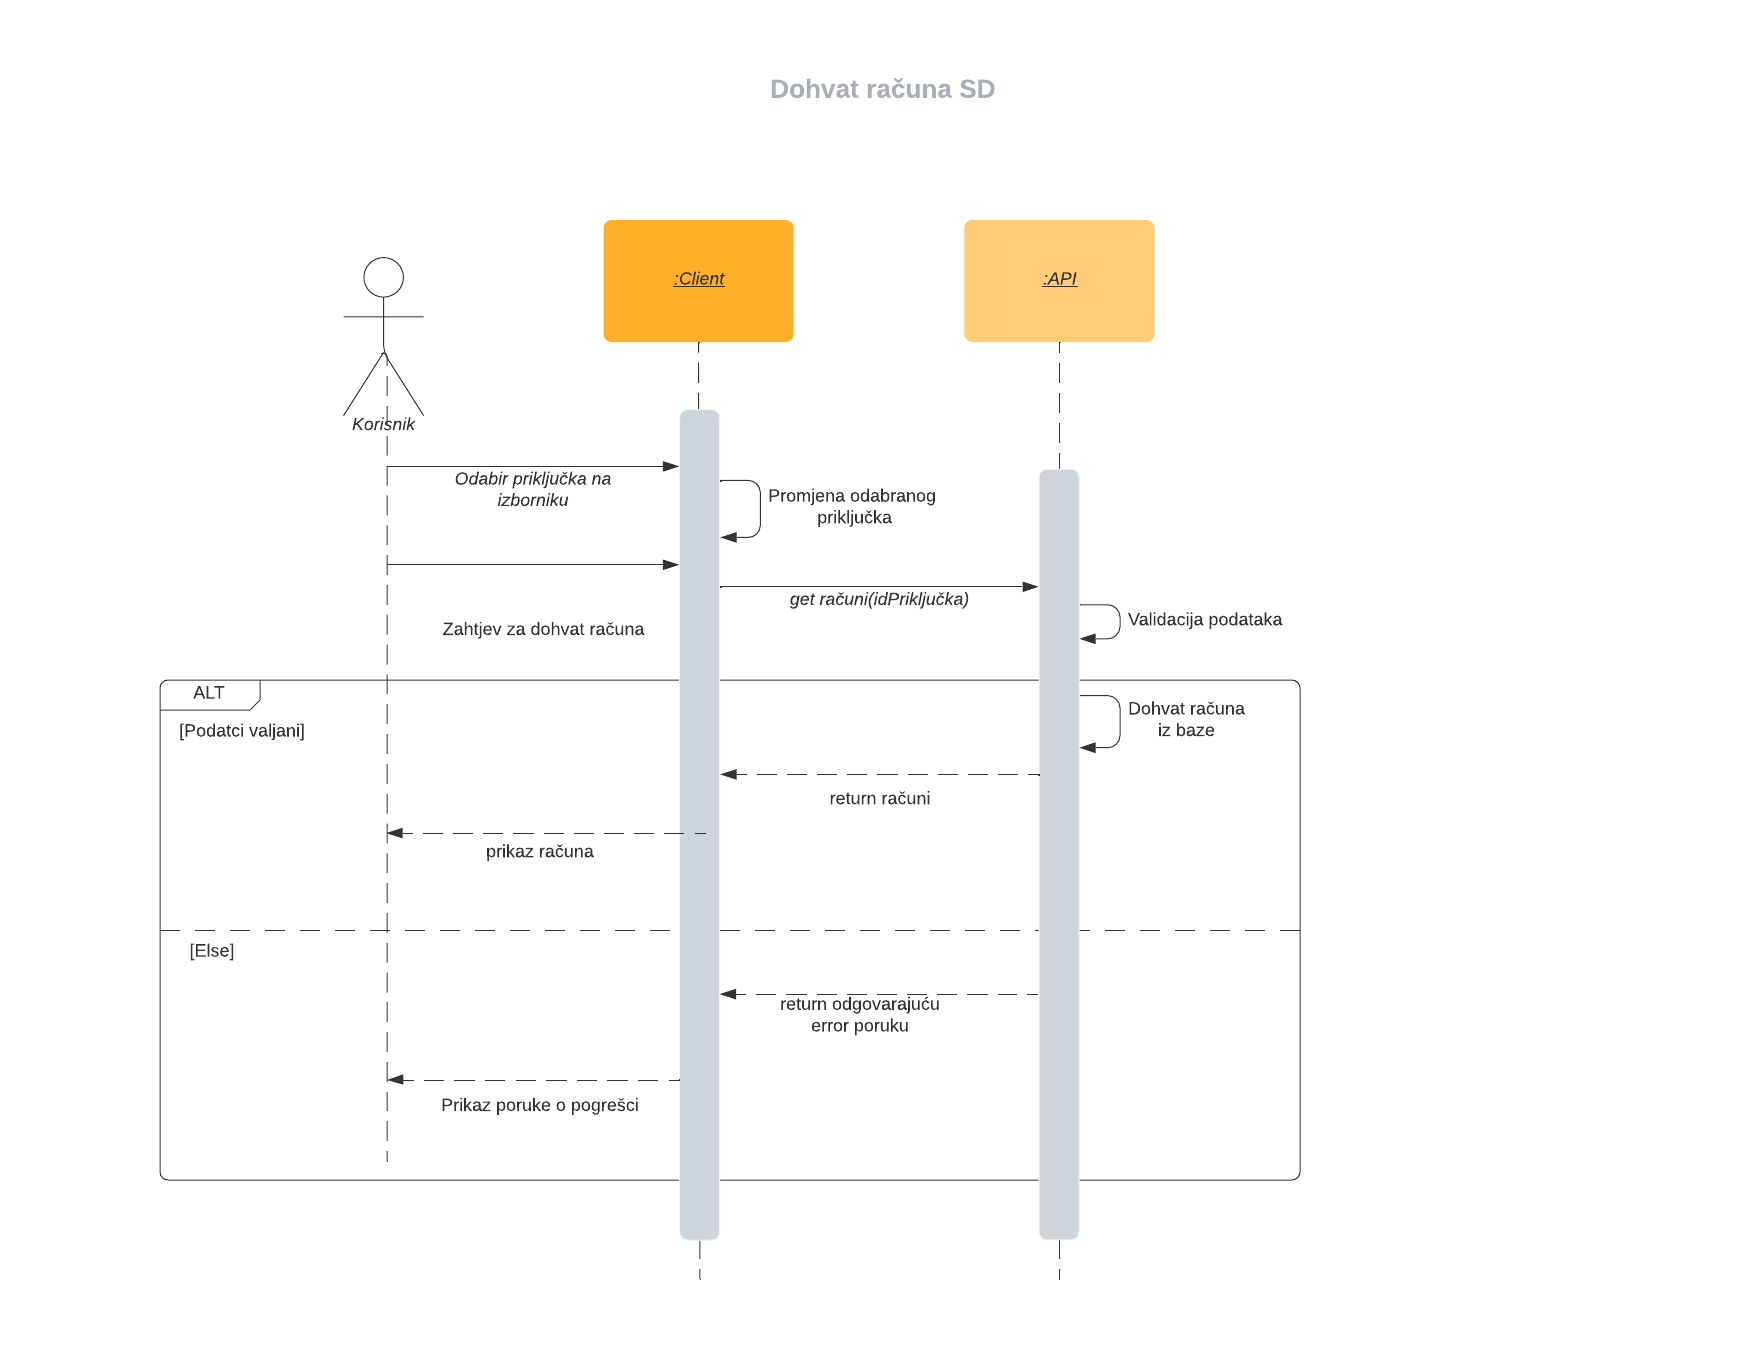 Dohvat računa SD
:Client
:API
Korisnik
Odabir priključka na
izborniku
Promjena odabranog
priključka
get računi(idPriključka)
Validacija podataka
Zahtjev za dohvat računa
ALT
[Podatci valjani]
Dohvat računa
iz baze
return računi
prikaz računa
[Else]
return odgovarajuću
error poruku
Prikaz poruke o pogrešci